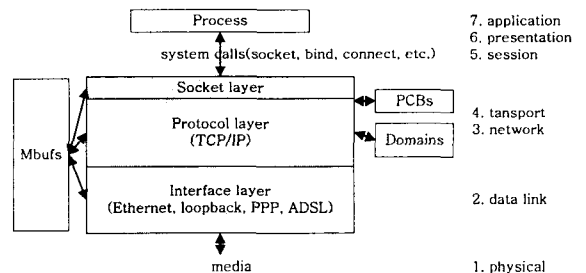 Process
7. application
6. presentation
system calls(socket, bind, connect, etc.)
5. session
Socket layer
PCBs
Protocol layer
(TCP/IP)
4. tansport
3. network
Domains
Mbufs
Interface layer
(Ethernet, loopback, PPP, ADSL)
2. data link
media
1. physical